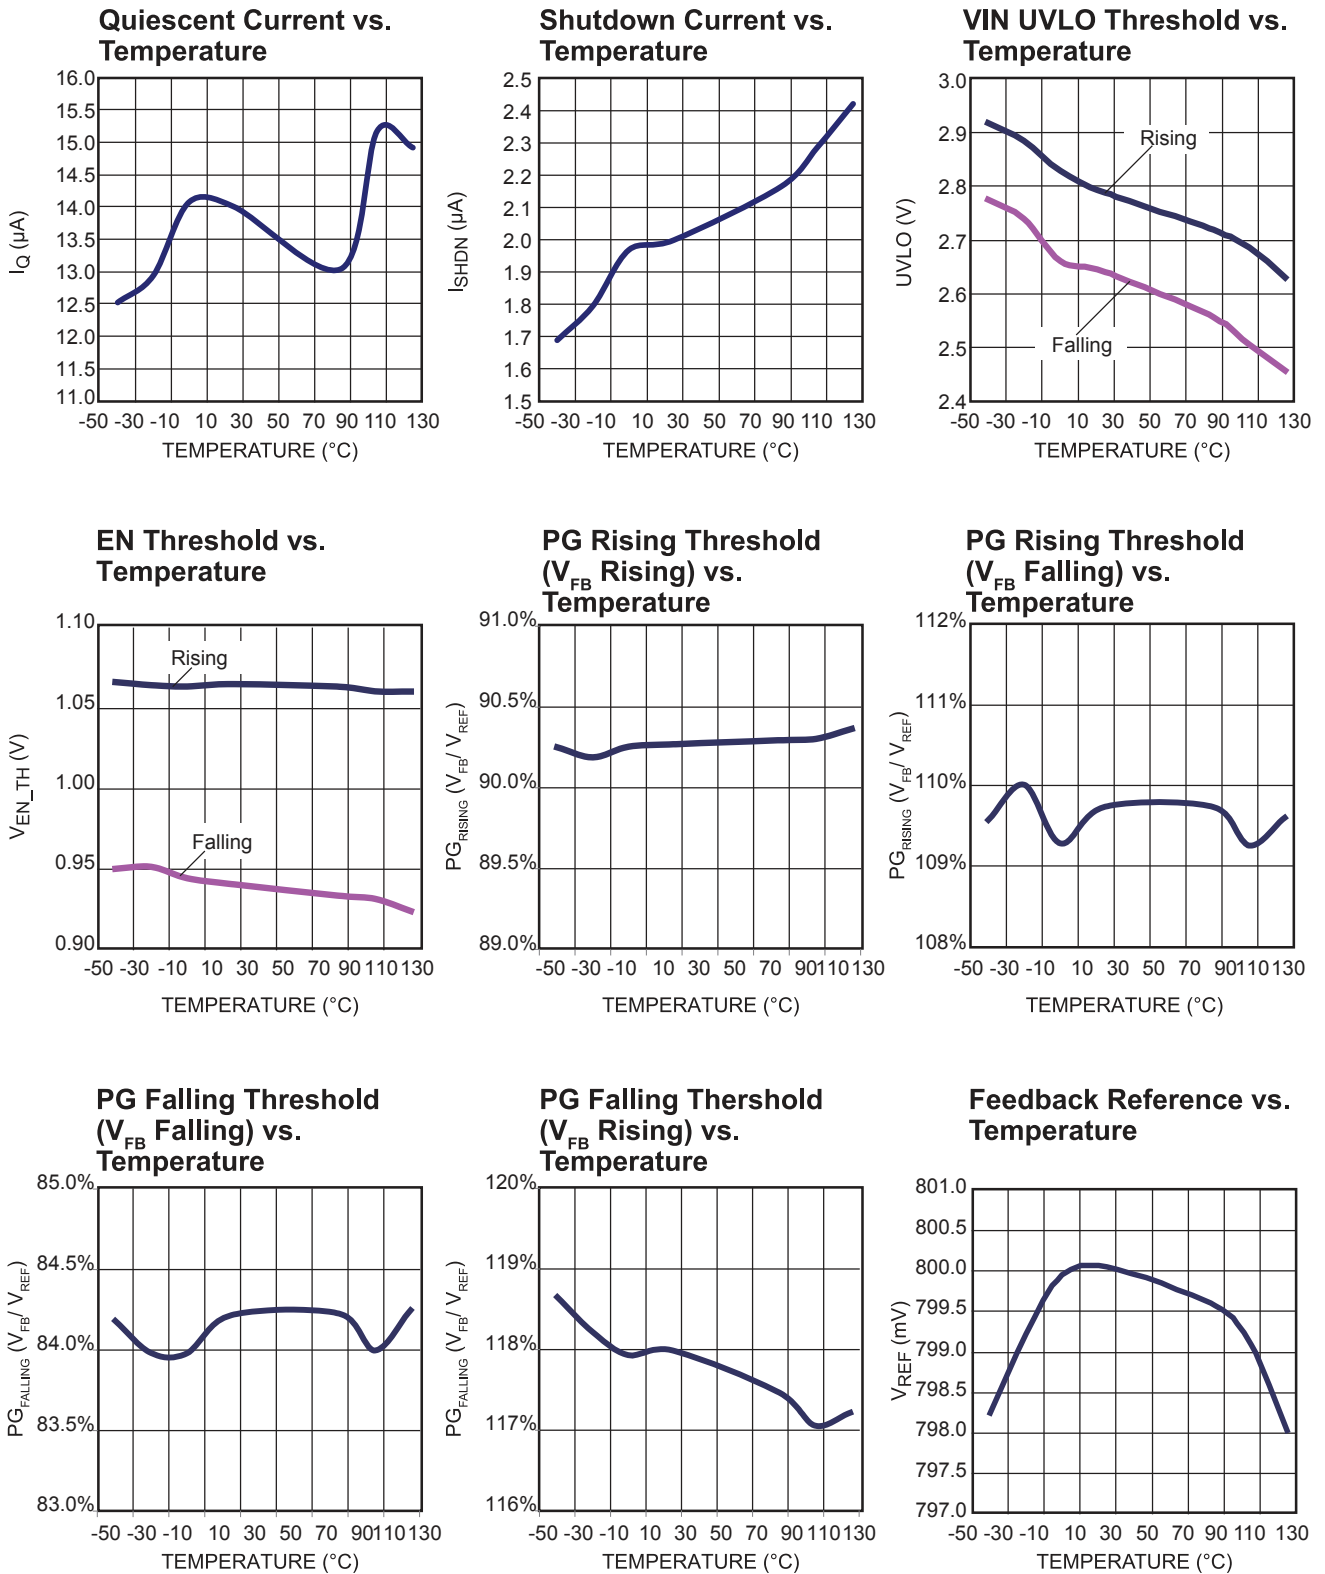 Quiescent Current vs.
Temperature
16.0
15.5
15.0
14.5
14.0
13.5
13.0
12.5
12.0
11.5
11.0
IQ (µA)
-50 -30 -10 10 30 50 70 90 110 130
TEMPERATURE (°C)
Shutdown Current vs.
Temperature
2.5
2.4
2.3
2.2
2.1
2.0
1.9
1.8
1.7
1.6
1.5
ISHDN (µA)
-50 -30 -10 10 30 50 70 90 110 130
TEMPERATURE (°C)
VIN UVLO Threshold vs.
Temperature
3.0
2.9
2.8
2.7
2.6
2.5
2.4
UVLO (V)
Rising
Falling
-50 -30 -10 10 30 50 70 90 110 130
TEMPERATURE (°C)
EN Threshold vs.
Temperature
1.10
1.05
1.00
0.95
0.90
VEN_TH (V)
Rising
Falling
-50 -30 -10 10 30 50 70 90 110 130
TEMPERATURE (°C)
PG Rising Threshold
(VFB Rising) vs.
Temperature
91.0%
90.5%
90.0%
89.5%
89.0%
PGRISING (VFB/ VREF)
-50 -30 -10 10 30 50 70 90 110 130
TEMPERATURE (°C)
PG Rising Threshold
(VFB Falling) vs.
Temperature
112%
111%
110%
109%
108%
PGRISING (VFB/ VREF)
-50 -30 -10 10 30 50 70 90 110 130
TEMPERATURE (°C)
PG Falling Threshold
(VFB Falling) vs.
Temperature
85.0%
84.5%
84.0%
83.5%
83.0%
PGFALLING (VFB/ VREF)
-50 -30 -10 10 30 50 70 90 110 130
TEMPERATURE (°C)
PG Falling Thershold
(VFB Rising) vs.
Temperature
120%
119%
118%
117%
116%
PGFALLING (VFB/ VREF)
-50 -30 -10 10 30 50 70 90 110 130
TEMPERATURE (°C)
Feedback Reference vs.
Temperature
801.0
800.5
800.0
799.5
799.0
798.5
798.0
797.5
797.0
VREF (mV)
-50 -30 -10 10 30 50 70 90 110 130
TEMPERATURE (°C)